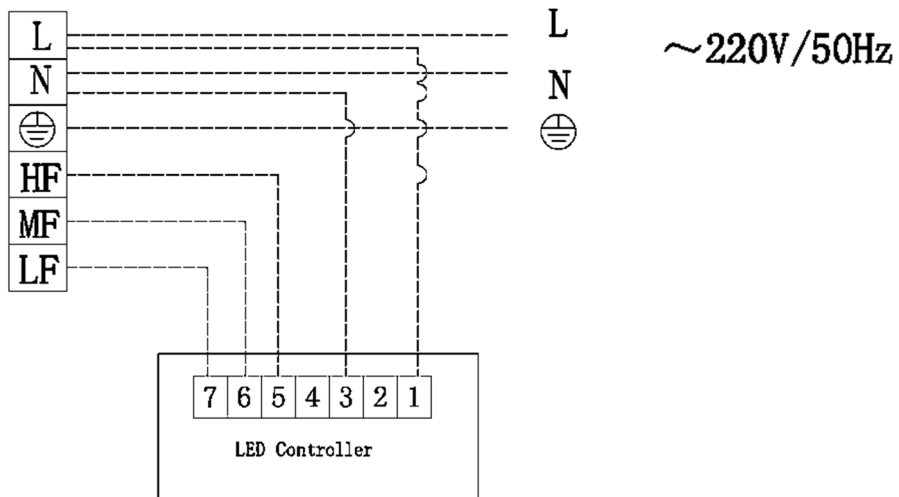 L
N
HF
MF
LF
L
N
～220V/50Hz
7 6 5 4 3 2 1
LED Controller